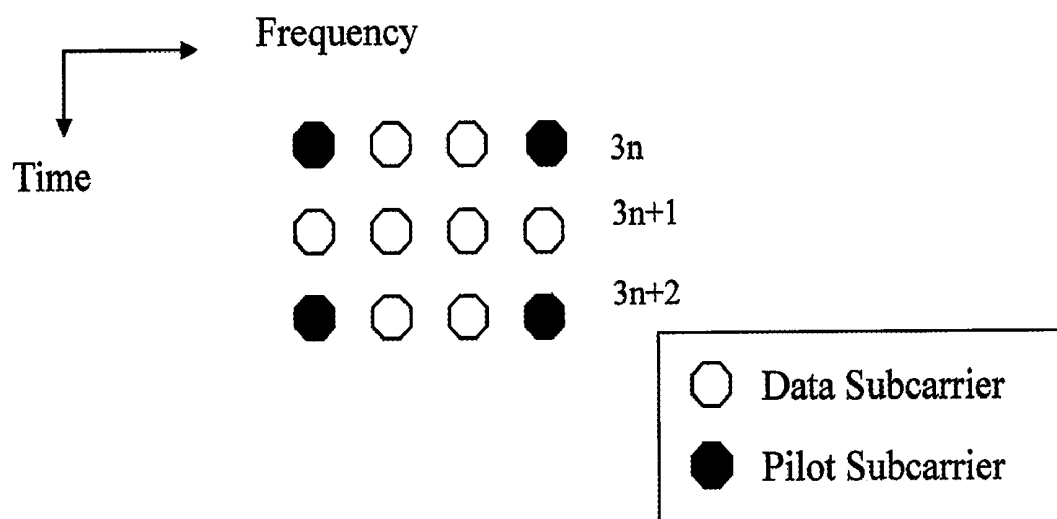 Frequency
Time
3n
3n+1
3n+2
Data Subcarrier
Pilot Subcarrier